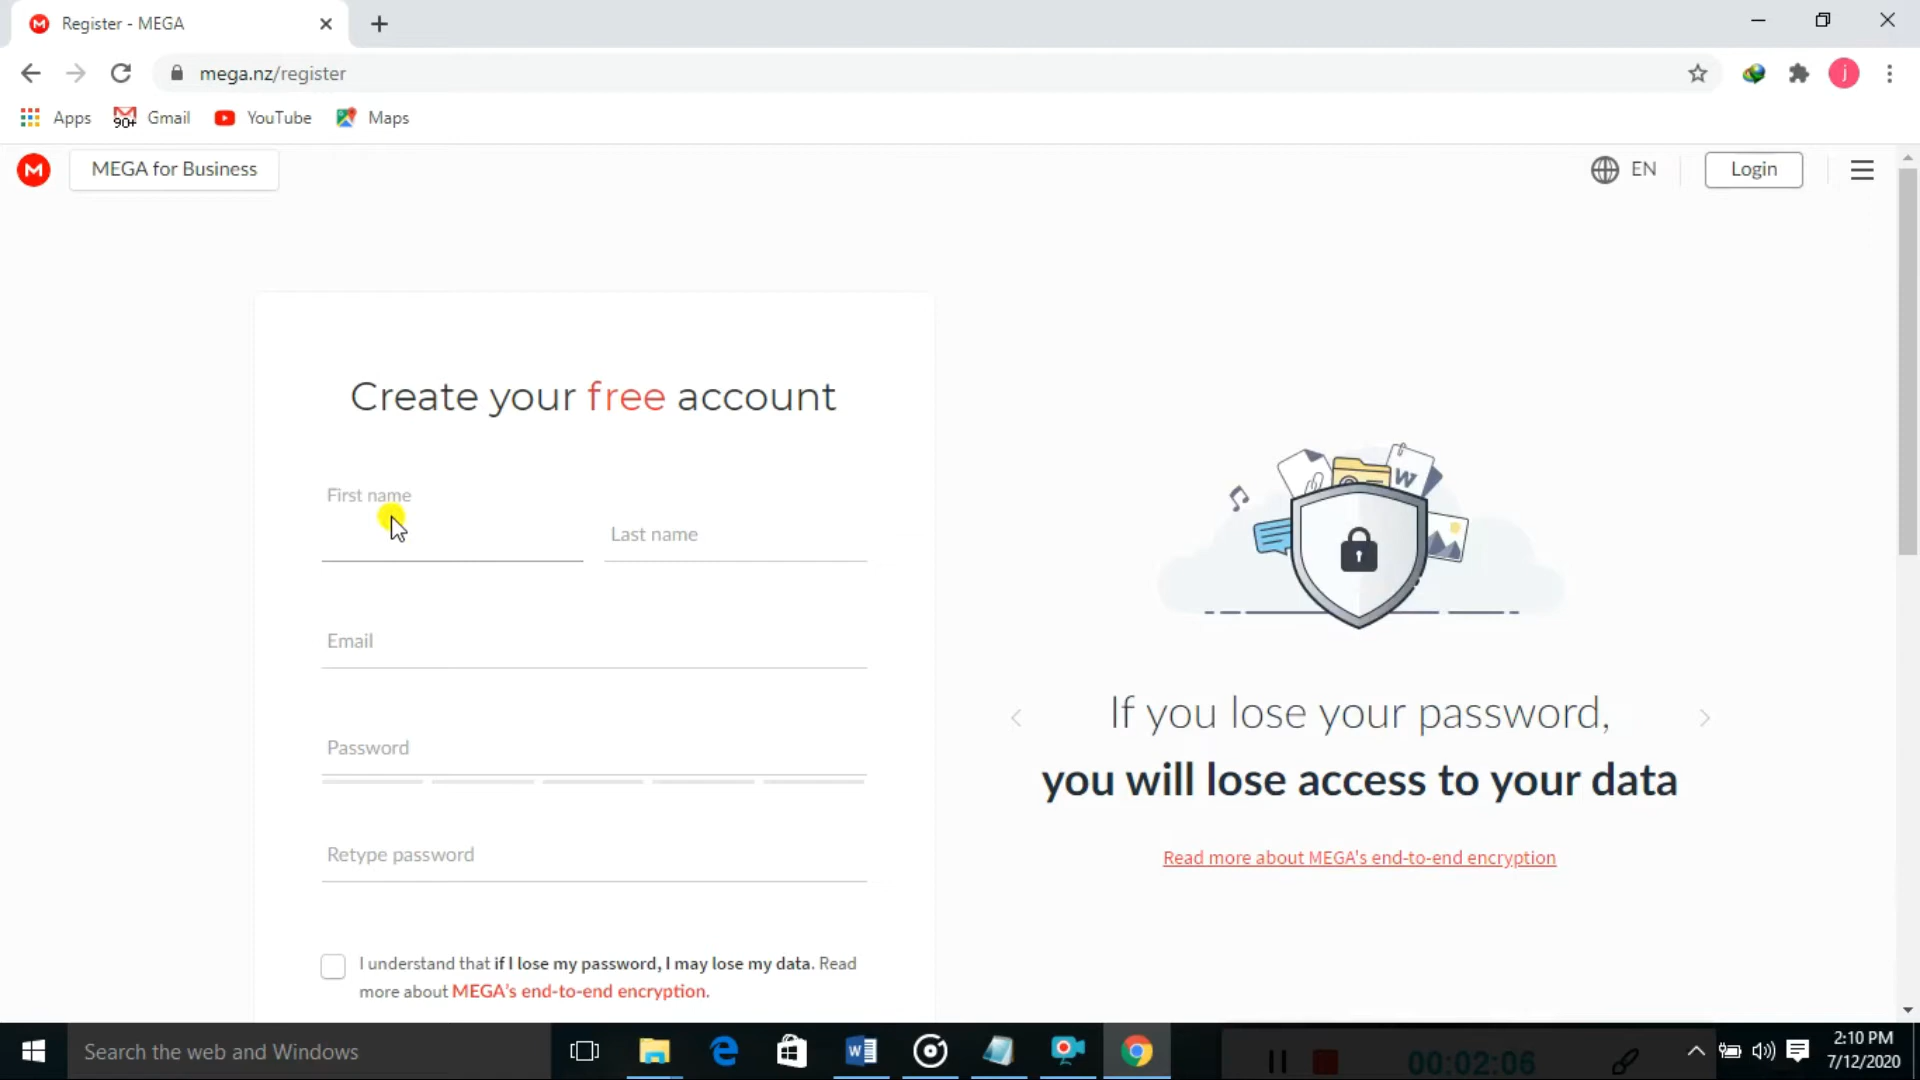 Register - MEGA
mega.nz/register
j
Apps
90+
Gmail
YouTube
Maps
M
MEGA for Business
EN
Login
Create your free account
First name
Last name
Email
Password
Retype password
I understand that if I lose my password, I may lose my data. Read
more about MEGA's end-to-end encryption.
W
If you lose your password,
you will lose access to your data
Read more about MEGA's end-to-end encryption
Search the web and Windows
00:02:06
2:10 PM
7/12/2020